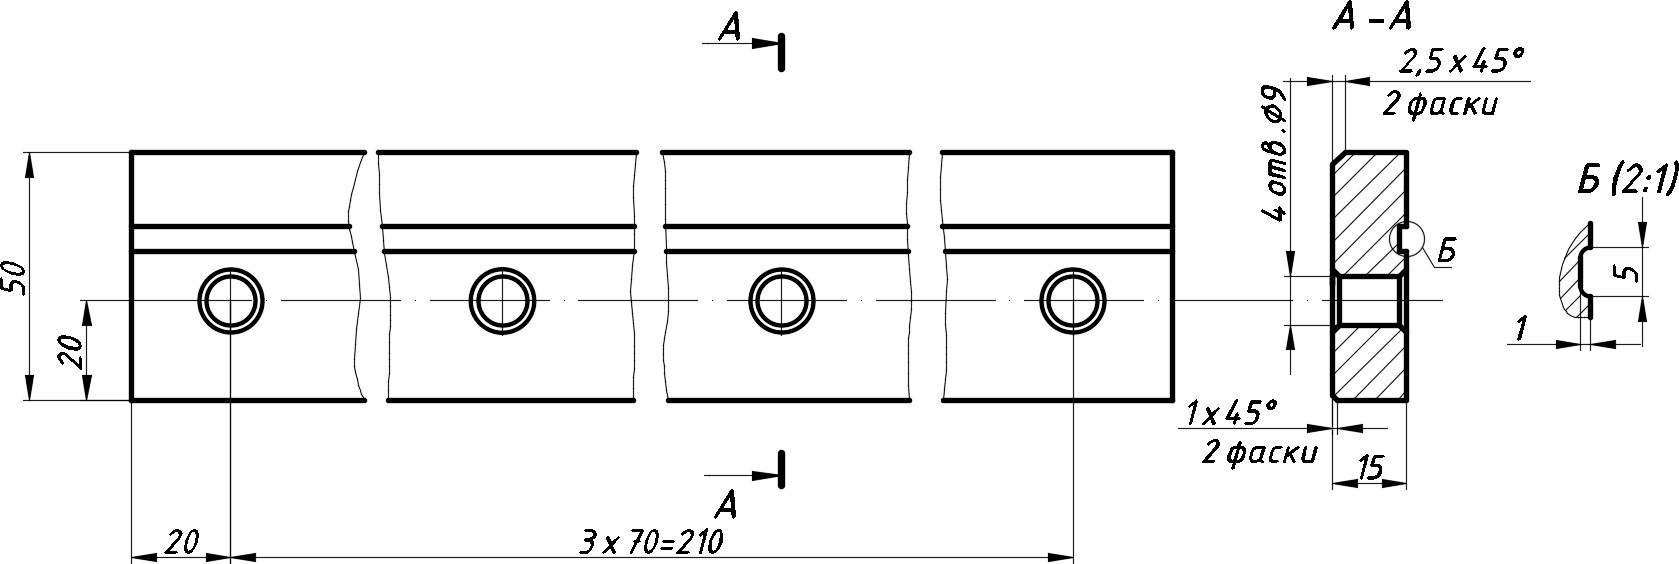 А
А – А
2,5 x 45°
2 фаски
4 отв. Ø9
Б (2:1)
Б
50
20
5
1
1 x 45°
2 фаски
15
А
20
3 x 70=210